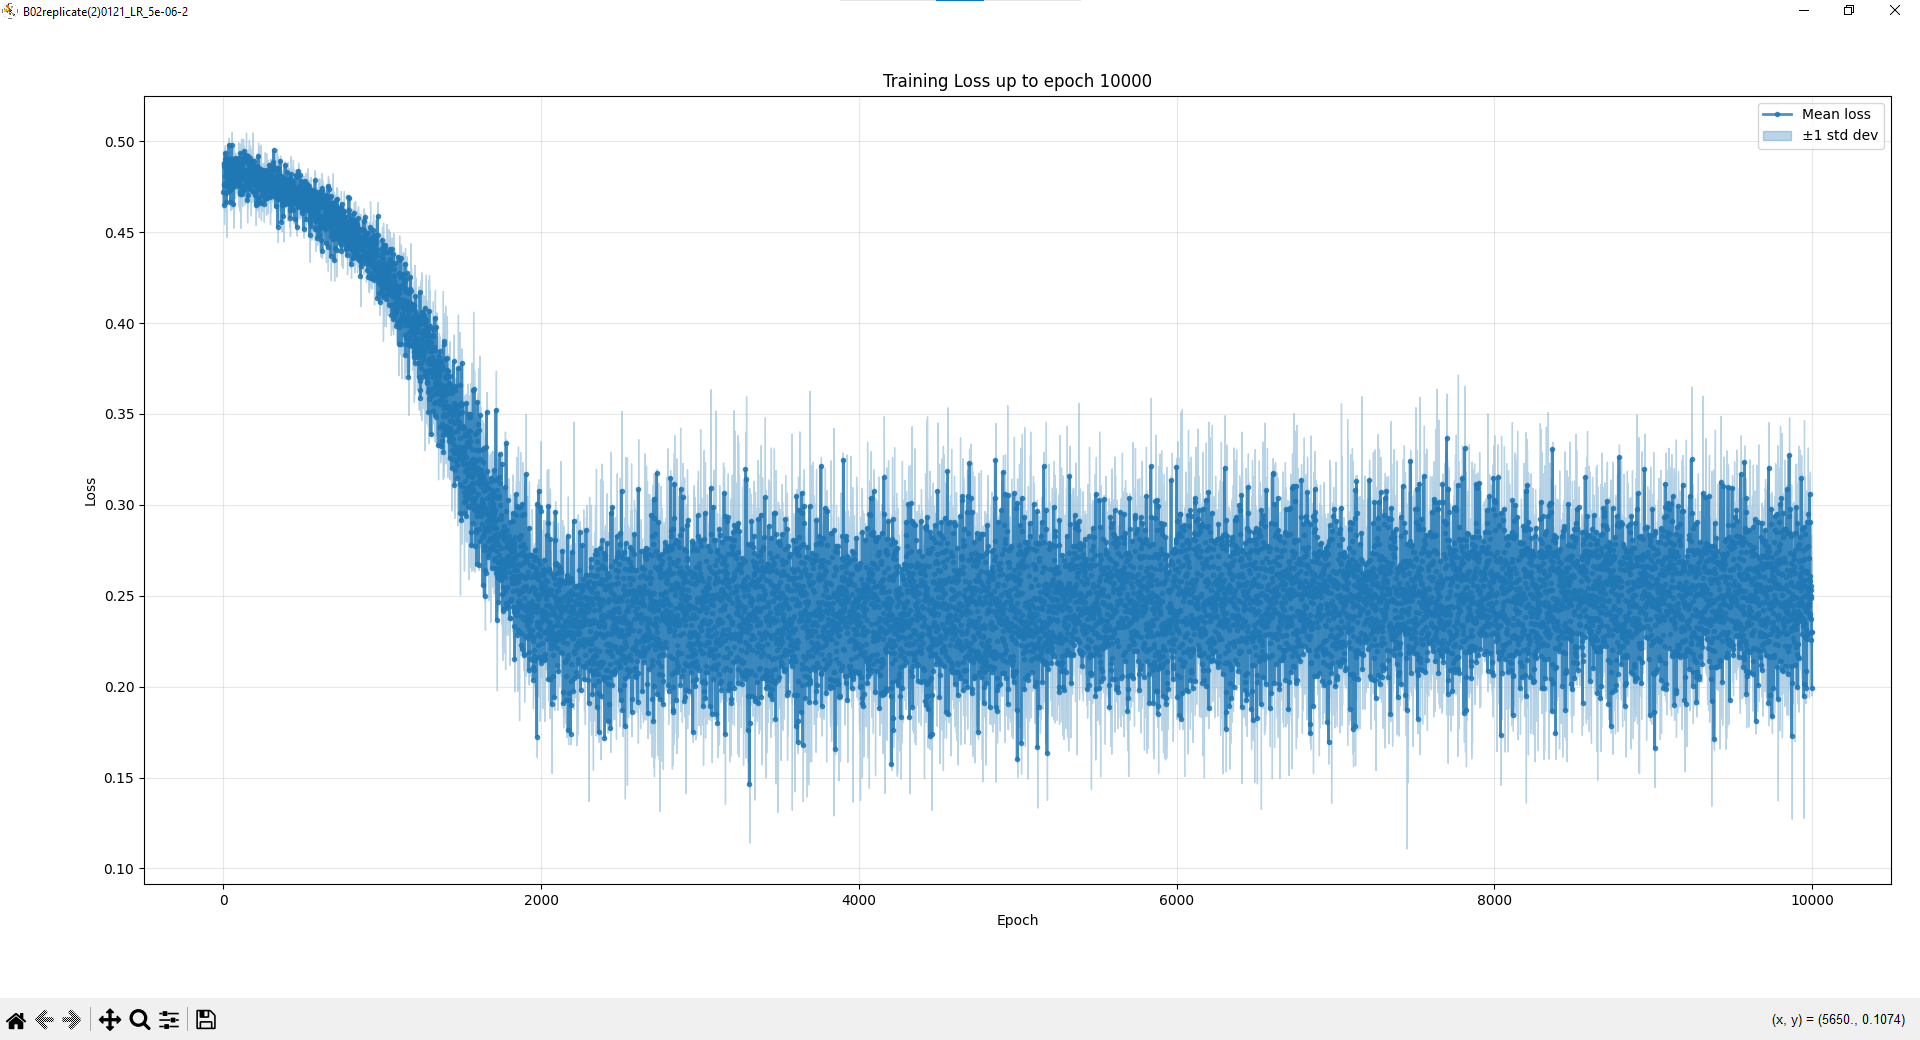 B02replicate(2)0121_LR_5e-06-2
Training Loss up to epoch 10000
Mean loss
±1 std dev
0.50
0.45
0.40
0.35
0.30
0.25
0.20
0.15
0.10
Loss
0 2000 4000 6000 8000 10000
Epoch
(x, y) = (5650., 0.1074)